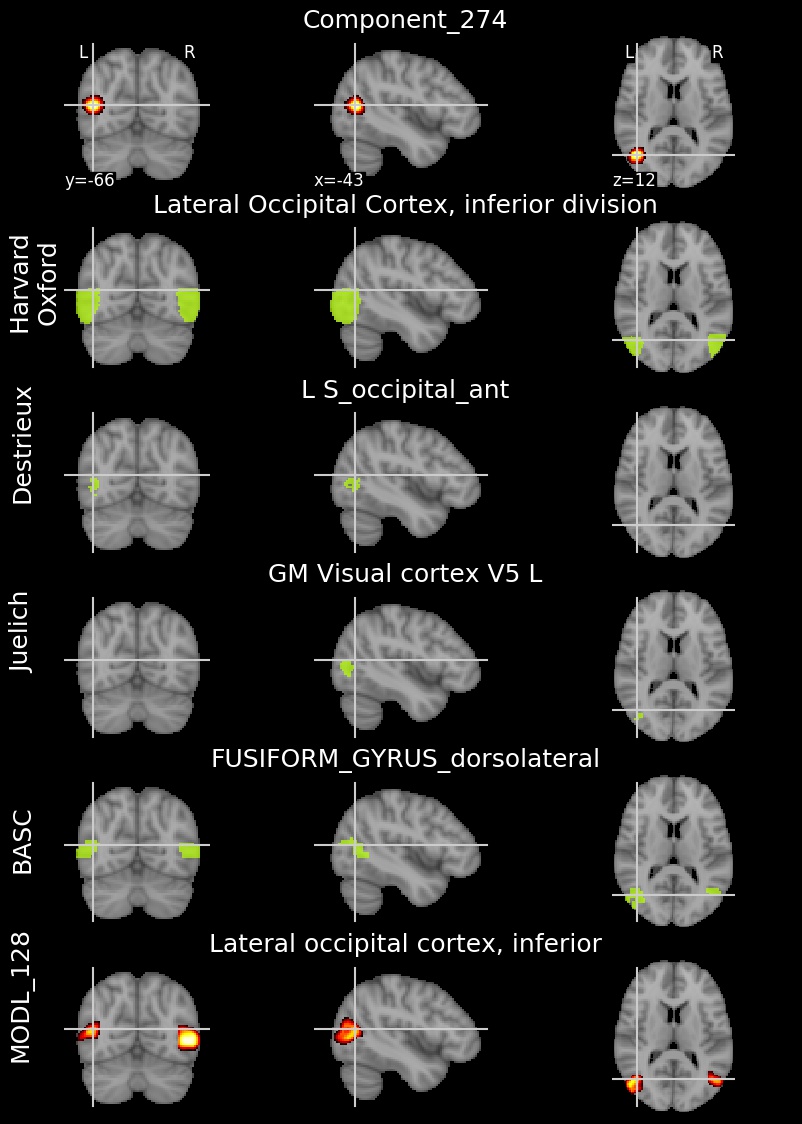 Component_274
L R
L R
y=-66
x=-43
z=12
Lateral Occipital Cortex, inferior division
Harvard
Oxford
L S_occipital_ant
Destrieux
GM Visual cortex V5 L
Juelich
FUSIFORM_GYRUS_dorsolateral
BASC
Lateral occipital cortex, inferior
MODL_128